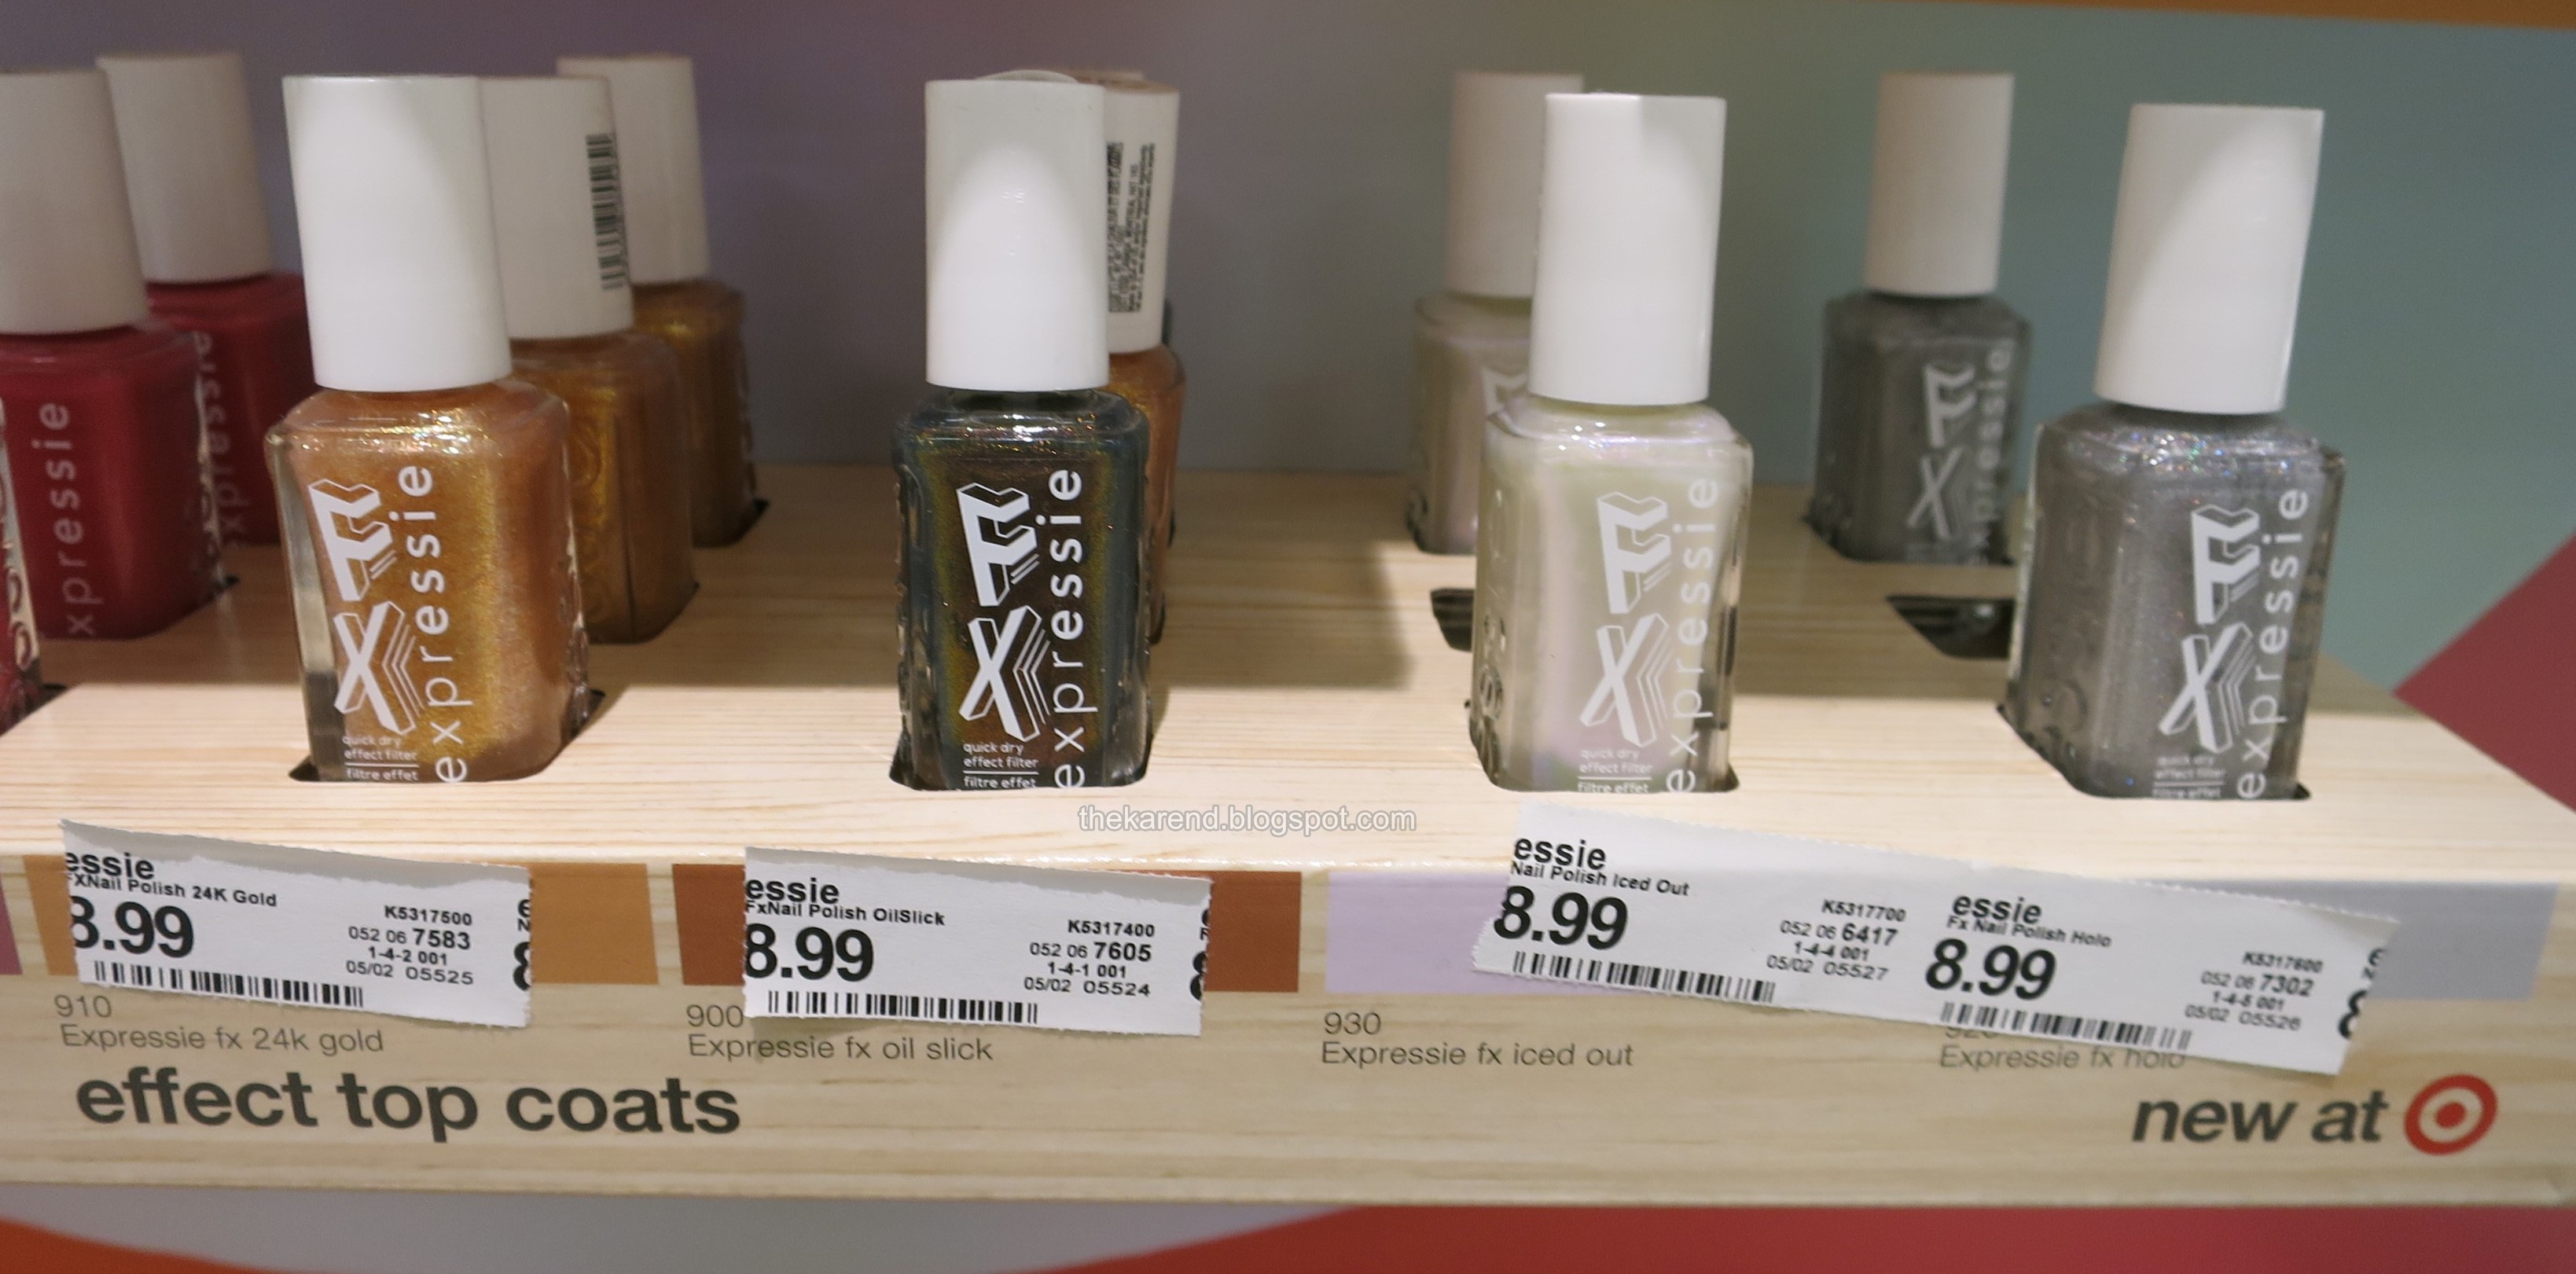 expressie
expressie
FX
expressie
quick dry
effect filter
filtre effet
FX
expressie
quick dry
effect filter
filtre effet
FX
expressie
quick dry
effect filter
filtre effet
FX
expressie
FX
expressie
quick dry
effect filter
filtre effet
thekarend.blogspot.com
essie
FXNail Polish 24K Gold
8.99
K5317500
052 06 7583
1-4-2 001
05/02 05525
essie
FxNail Polish OilSlick
8.99
K5317400
052 06 7605
1-4-1 001
05/02 05524
essie
Nail Polish Iced Out
8.99
K5317700
052 06 6417
1-4-4 001
05/02 05527
essie
Fx Nail Polish Holo
8.99
K5317600
052 06 7302
1-4-5 001
05/02 05526
910
Expressie fx 24k gold
900
Expressie fx oil slick
930
Expressie fx iced out
Expressie fx holo
effect top coats
new at